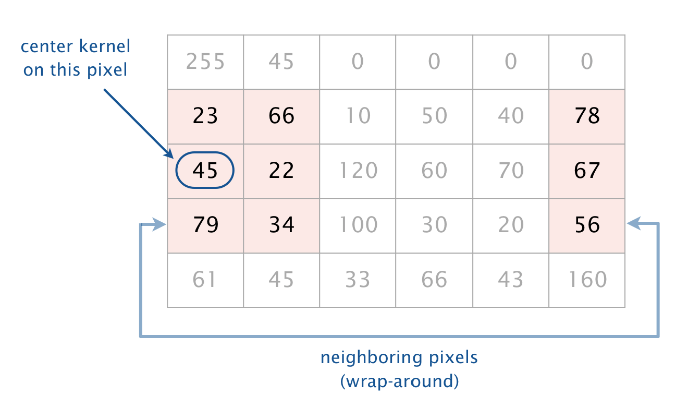 center kernel
on this pixel
255 45 0 0 0 0
23 66 10 50 40 78
45 22 120 60 70 67
79 34 100 30 20 56
61 45 33 66 43 160
neighboring pixels
(wrap-around)